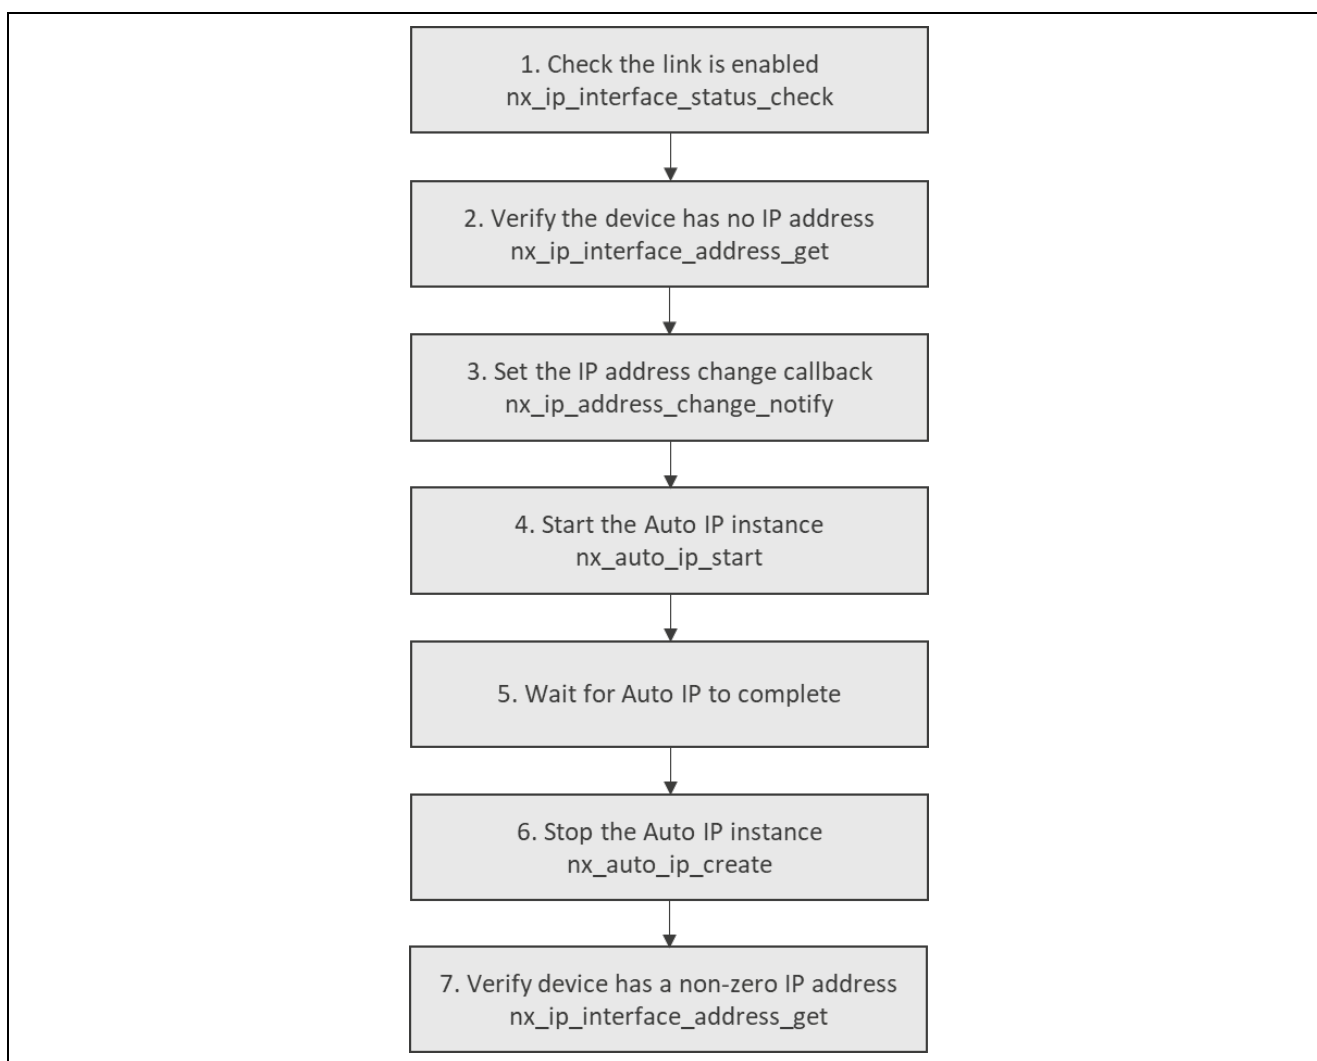 1. Check the link is enabled
nx_ip_interface_status_check
2. Verify the device has no IP address
nx_ip_interface_address_get
3. Set the IP address change callback
nx_ip_address_change_notify
4. Start the Auto IP instance
nx_auto_ip_start
5. Wait for Auto IP to complete
6. Stop the Auto IP instance
nx_auto_ip_create
7. Verify device has a non-zero IP address
nx_ip_interface_address_get